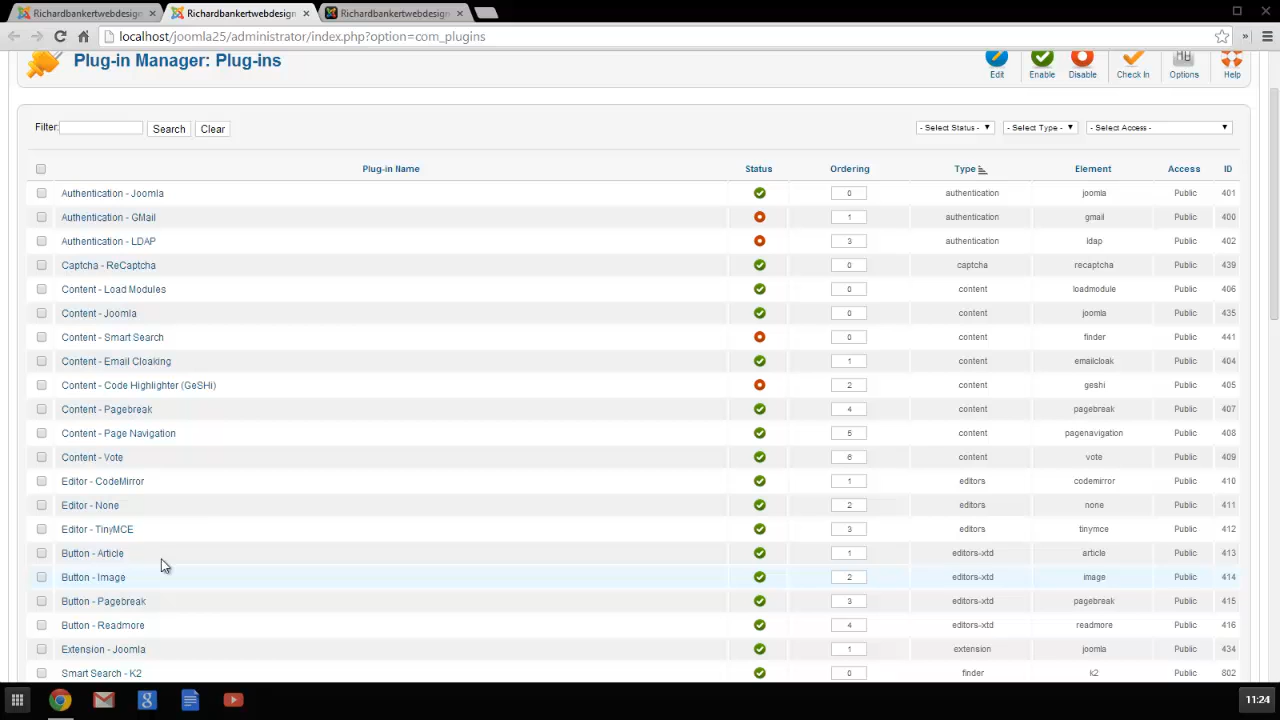 Richardbankertwebdesign × Richardbankertwebdesign × Richardbankertwebdesign ×
localhost/joomla25/administrator/index.php?option=com_plugins »
Plug-in Manager: Plug-ins
Edit Enable Disable Check In Options Help
Filter: Search Clear - Select Status - - Select Type - - Select Access -
Plug-in Name Status Ordering Type Element Access ID
Authentication - Joomla 0 authentication joomla Public 401
Authentication - GMail 1 authentication gmail Public 400
Authentication - LDAP 3 authentication ldap Public 402
Captcha - ReCaptcha 0 captcha recaptcha Public 439
Content - Load Modules 0 content loadmodule Public 406
Content - Joomla 0 content joomla Public 435
Content - Smart Search 0 content finder Public 441
Content - Email Cloaking 1 content emailcloak Public 404
Content - Code Highlighter (GeSHi) 2 content geshi Public 405
Content - Pagebreak 4 content pagebreak Public 407
Content - Page Navigation 5 content pagenavigation Public 408
Content - Vote 6 content vote Public 409
Editor - CodeMirror 1 editors codemirror Public 410
Editor - None 2 editors none Public 411
Editor - TinyMCE 3 editors tinymce Public 412
Button - Article 1 editors-xtd article Public 413
Button - Image 2 editors-xtd image Public 414
Button - Pagebreak 3 editors-xtd pagebreak Public 415
Button - Readmore 4 editors-xtd readmore Public 416
Extension - Joomla 1 extension joomla Public 434
Smart Search - K2 0 finder k2 Public 802
11:24